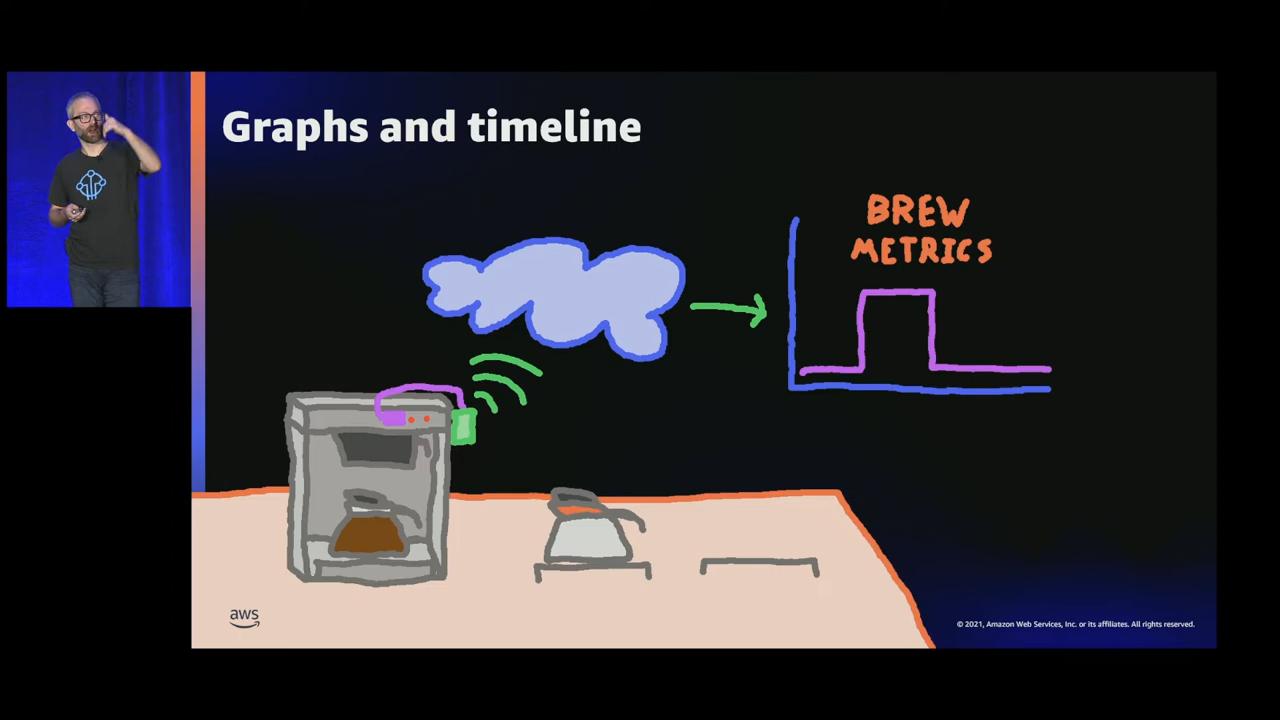 Graphs and timeline
BREW
METRICS
aws
© 2021, Amazon Web Services, Inc. or its affiliates. All rights reserved.